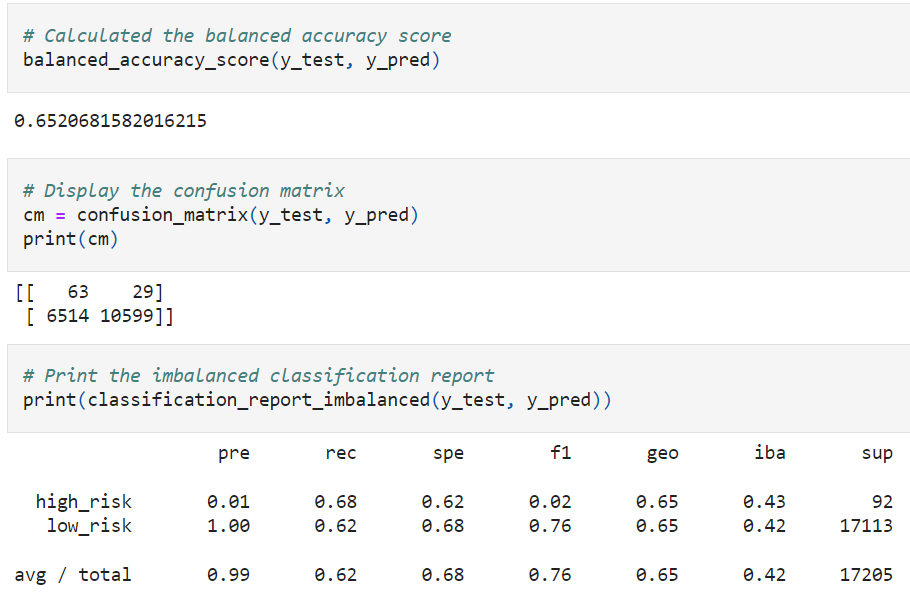 # Calculated the balanced accuracy score
balanced_accuracy_score(y_test, y_pred)
0.6520681582016215
# Display the confusion matrix
cm = confusion_matrix(y_test, y_pred)
print(cm)
[[   63    29]
 [ 6514 10599]]
# Print the imbalanced classification report
print(classification_report_imbalanced(y_test, y_pred))
pre rec spe f1 geo iba sup
high_risk 0.01 0.68 0.62 0.02 0.65 0.43 92
low_risk 1.00 0.62 0.68 0.76 0.65 0.42 17113
avg / total 0.99 0.62 0.68 0.76 0.65 0.42 17205